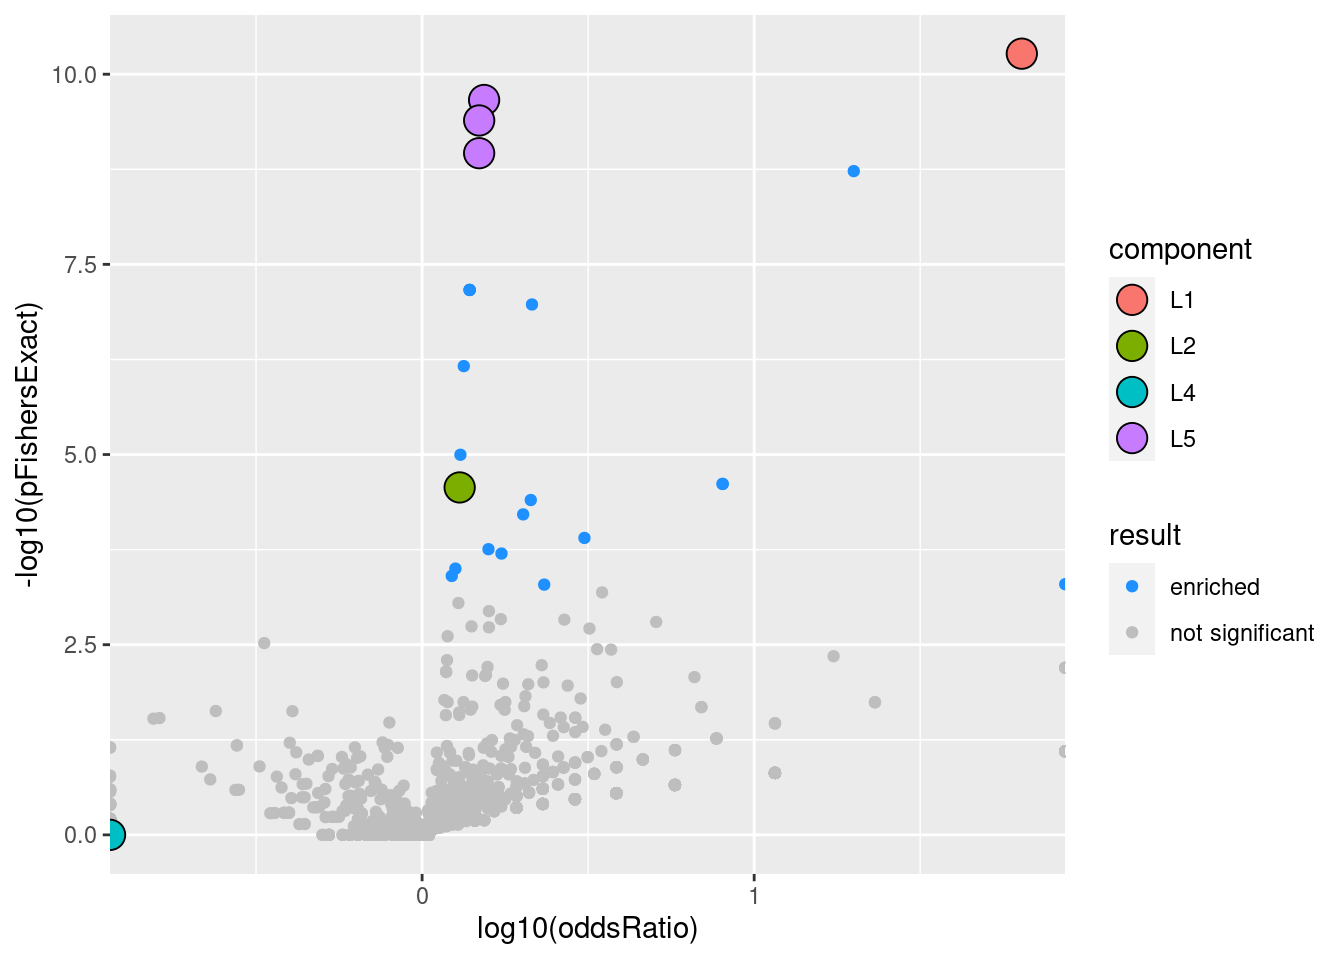 10.0
7.5
5.0
2.5
0.0
-log10(pFishersExact)
0
1
log10(oddsRatio)
component
L1
L2
L4
L5
result
enriched
not significant